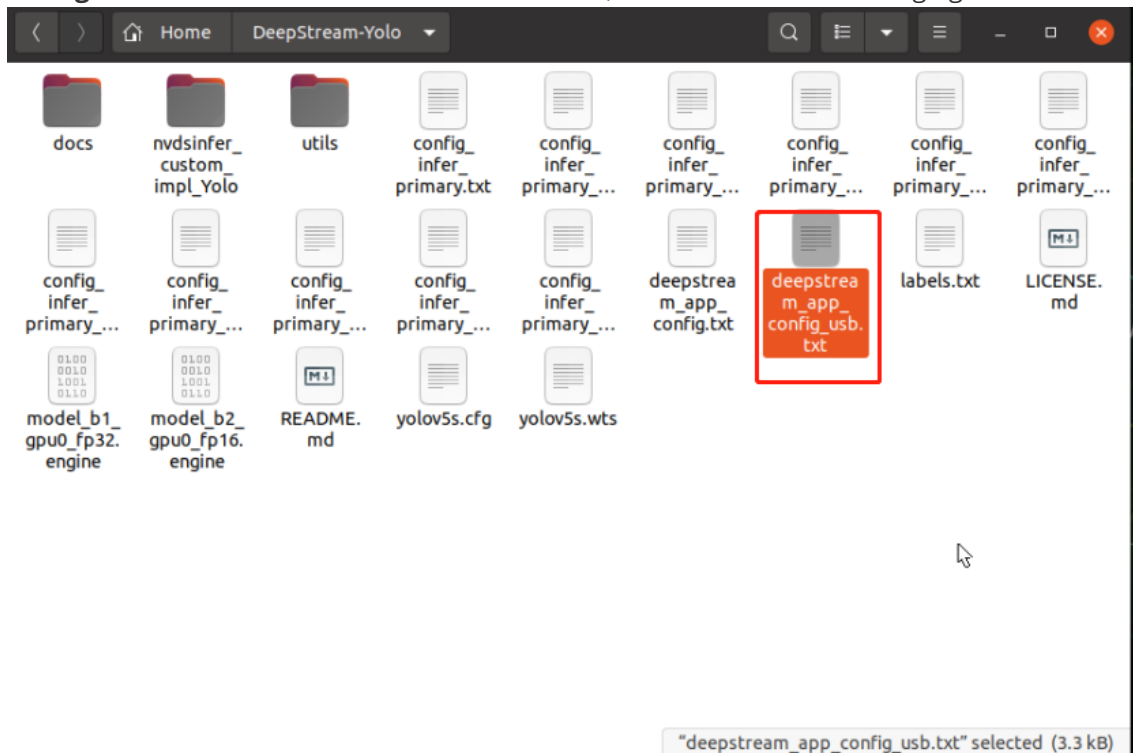 Home DeepStream-Yolo
docs
nvdsinfer_
custom_
impl_Yolo
utils
config_
infer_
primary.txt
config_
infer_
primary_...
config_
infer_
primary_...
config_
infer_
primary_...
config_
infer_
primary_...
config_
infer_
primary_...
config_
infer_
primary_...
config_
infer_
primary_...
config_
infer_
primary_...
config_
infer_
primary_...
config_
infer_
primary_...
deepstrea
m_app_
config.txt
deepstrea
m_app_
config_usb.
txt
labels.txt
LICENSE.
md
model_b1_
gpu0_fp32.
engine
model_b2_
gpu0_fp16.
engine
README.
md
yolov5s.cfg
yolov5s.wts
"deepstream_app_config_usb.txt" selected (3.3 kB)